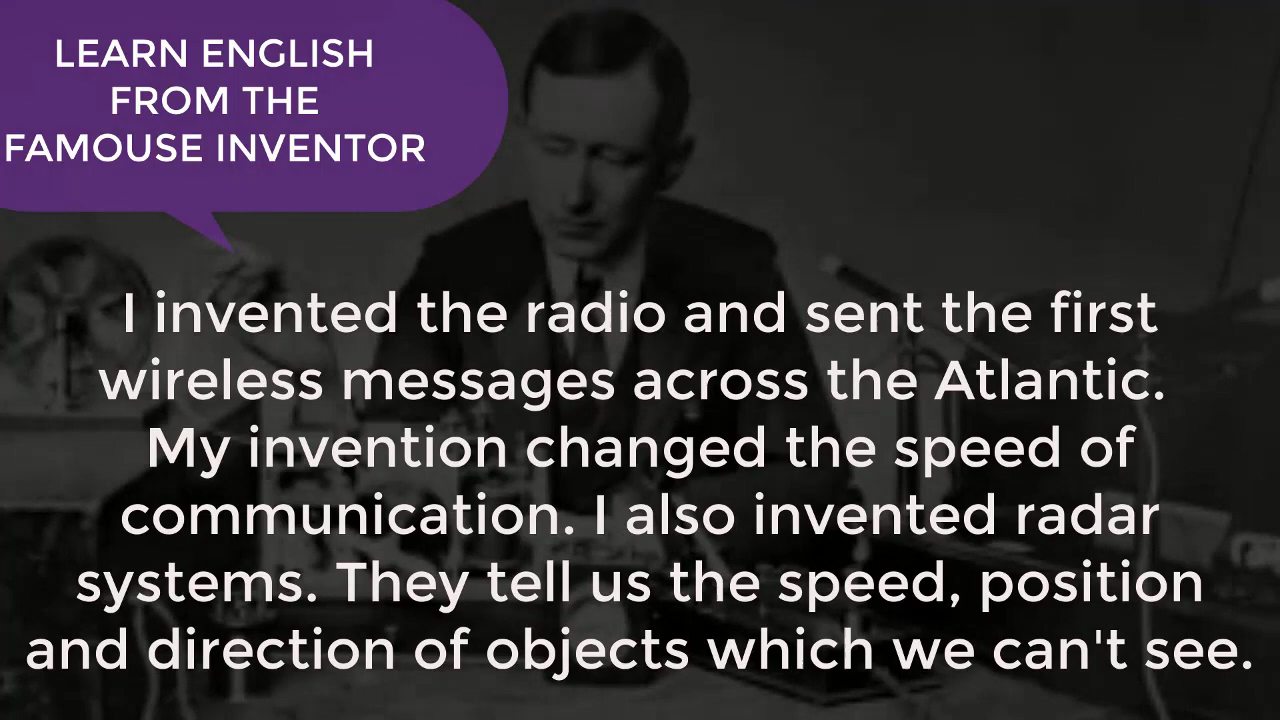 LEARN ENGLISH
FROM THE
FAMOUSE INVENTOR
I invented the radio and sent the first
wireless messages across the Atlantic.
My invention changed the speed of
communication. I also invented radar
systems. They tell us the speed, position
and direction of objects which we can't see.